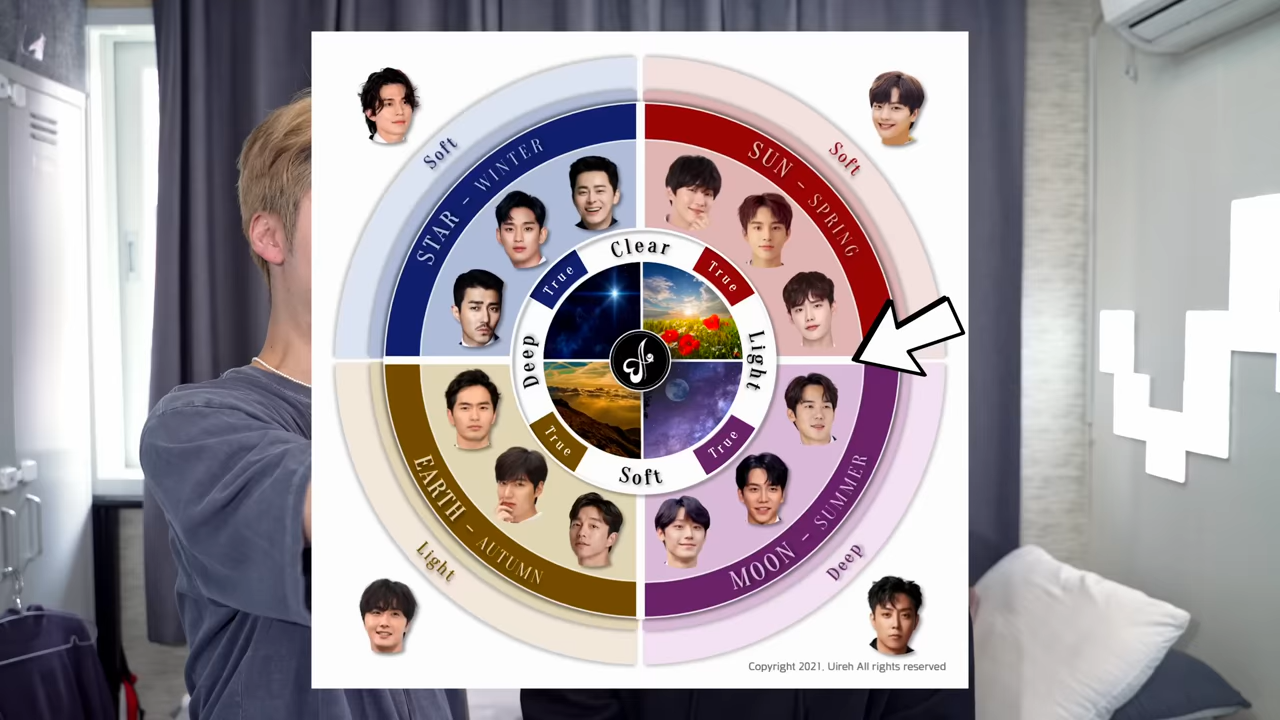 Soft
Soft
STAR - WINTER
SUN - SPRING
Clear
True
True
Deep
Light
True
True
Soft
EARTH - AUTUMN
MOON - SUMMER
Light
Deep
Copyright 2021. Uireh All rights reserved